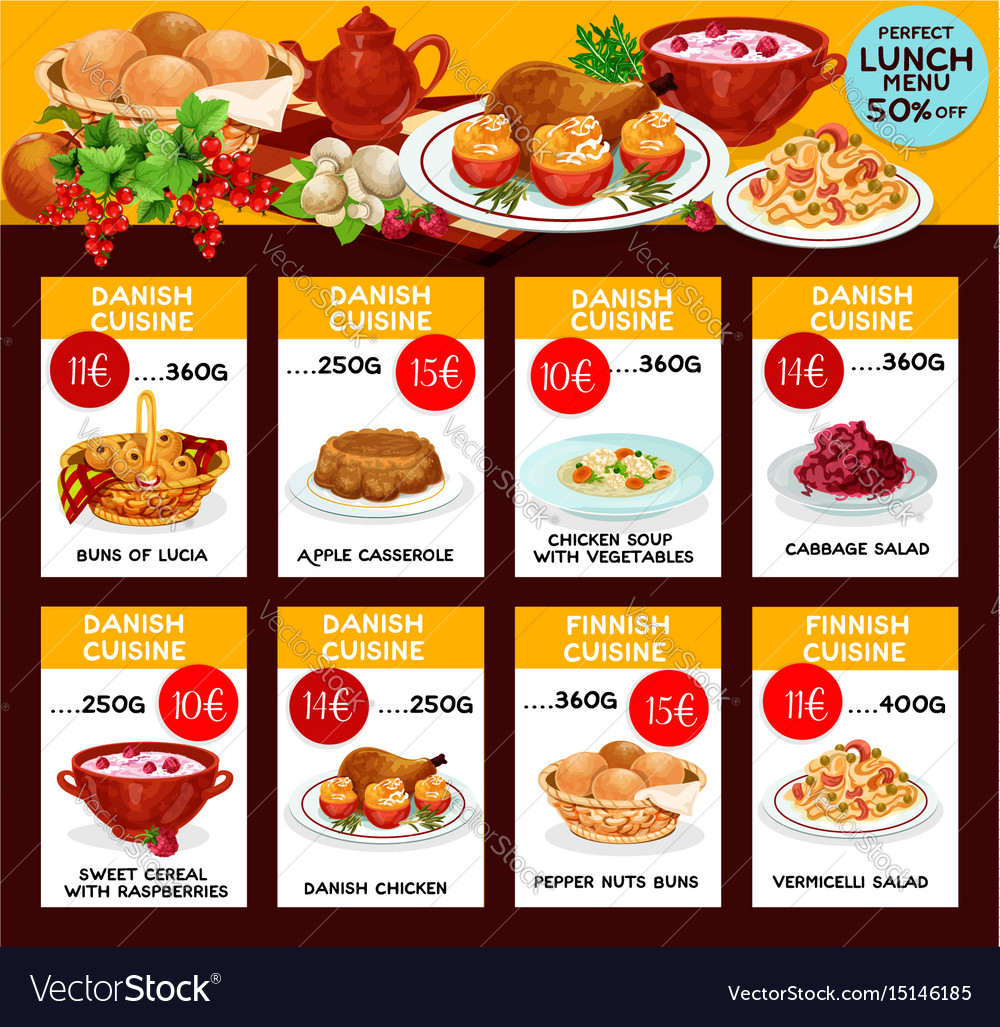 PERFECT
LUNCH
MENU
50% OFF
DANISH
CUISINE
11€ ....360G
BUNS OF LUCIA
DANISH
CUISINE
....250G 15€
APPLE CASSEROLE
DANISH
CUISINE
10€ ....360G
CHICKEN SOUP
WITH VEGETABLES
DANISH
CUISINE
14€ ....360G
CABBAGE SALAD
DANISH
CUISINE
....250G 10€
SWEET CEREAL
WITH RASPBERRIES
DANISH
CUISINE
14€ ....250G
DANISH CHICKEN
FINNISH
CUISINE
....360G 15€
PEPPER NUTS BUNS
FINNISH
CUISINE
11€ ....400G
VERMICELLI SALAD
VectorStock®
VectorStock.com/15146185